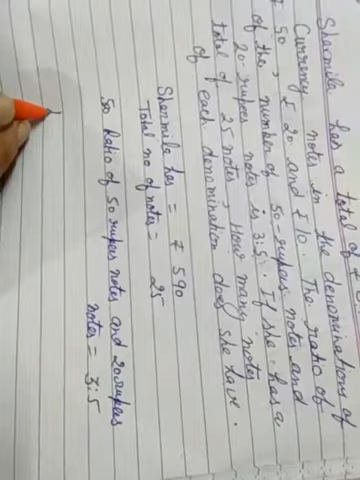 Sharmila has a total of
Currency notes in the denominations of
₹ 50, ₹ 20 and ₹ 10. The ratio of
of the number of 50-rupees notes and
20 rupees notes is 3:5. If she has a
total of 25 notes, How many notes
of each denomination does she have.
Sharmila has = ₹ 590
Total no of notes = 25
50 Ratio of 50 rupees notes and 20 rupees
notes = 3:5